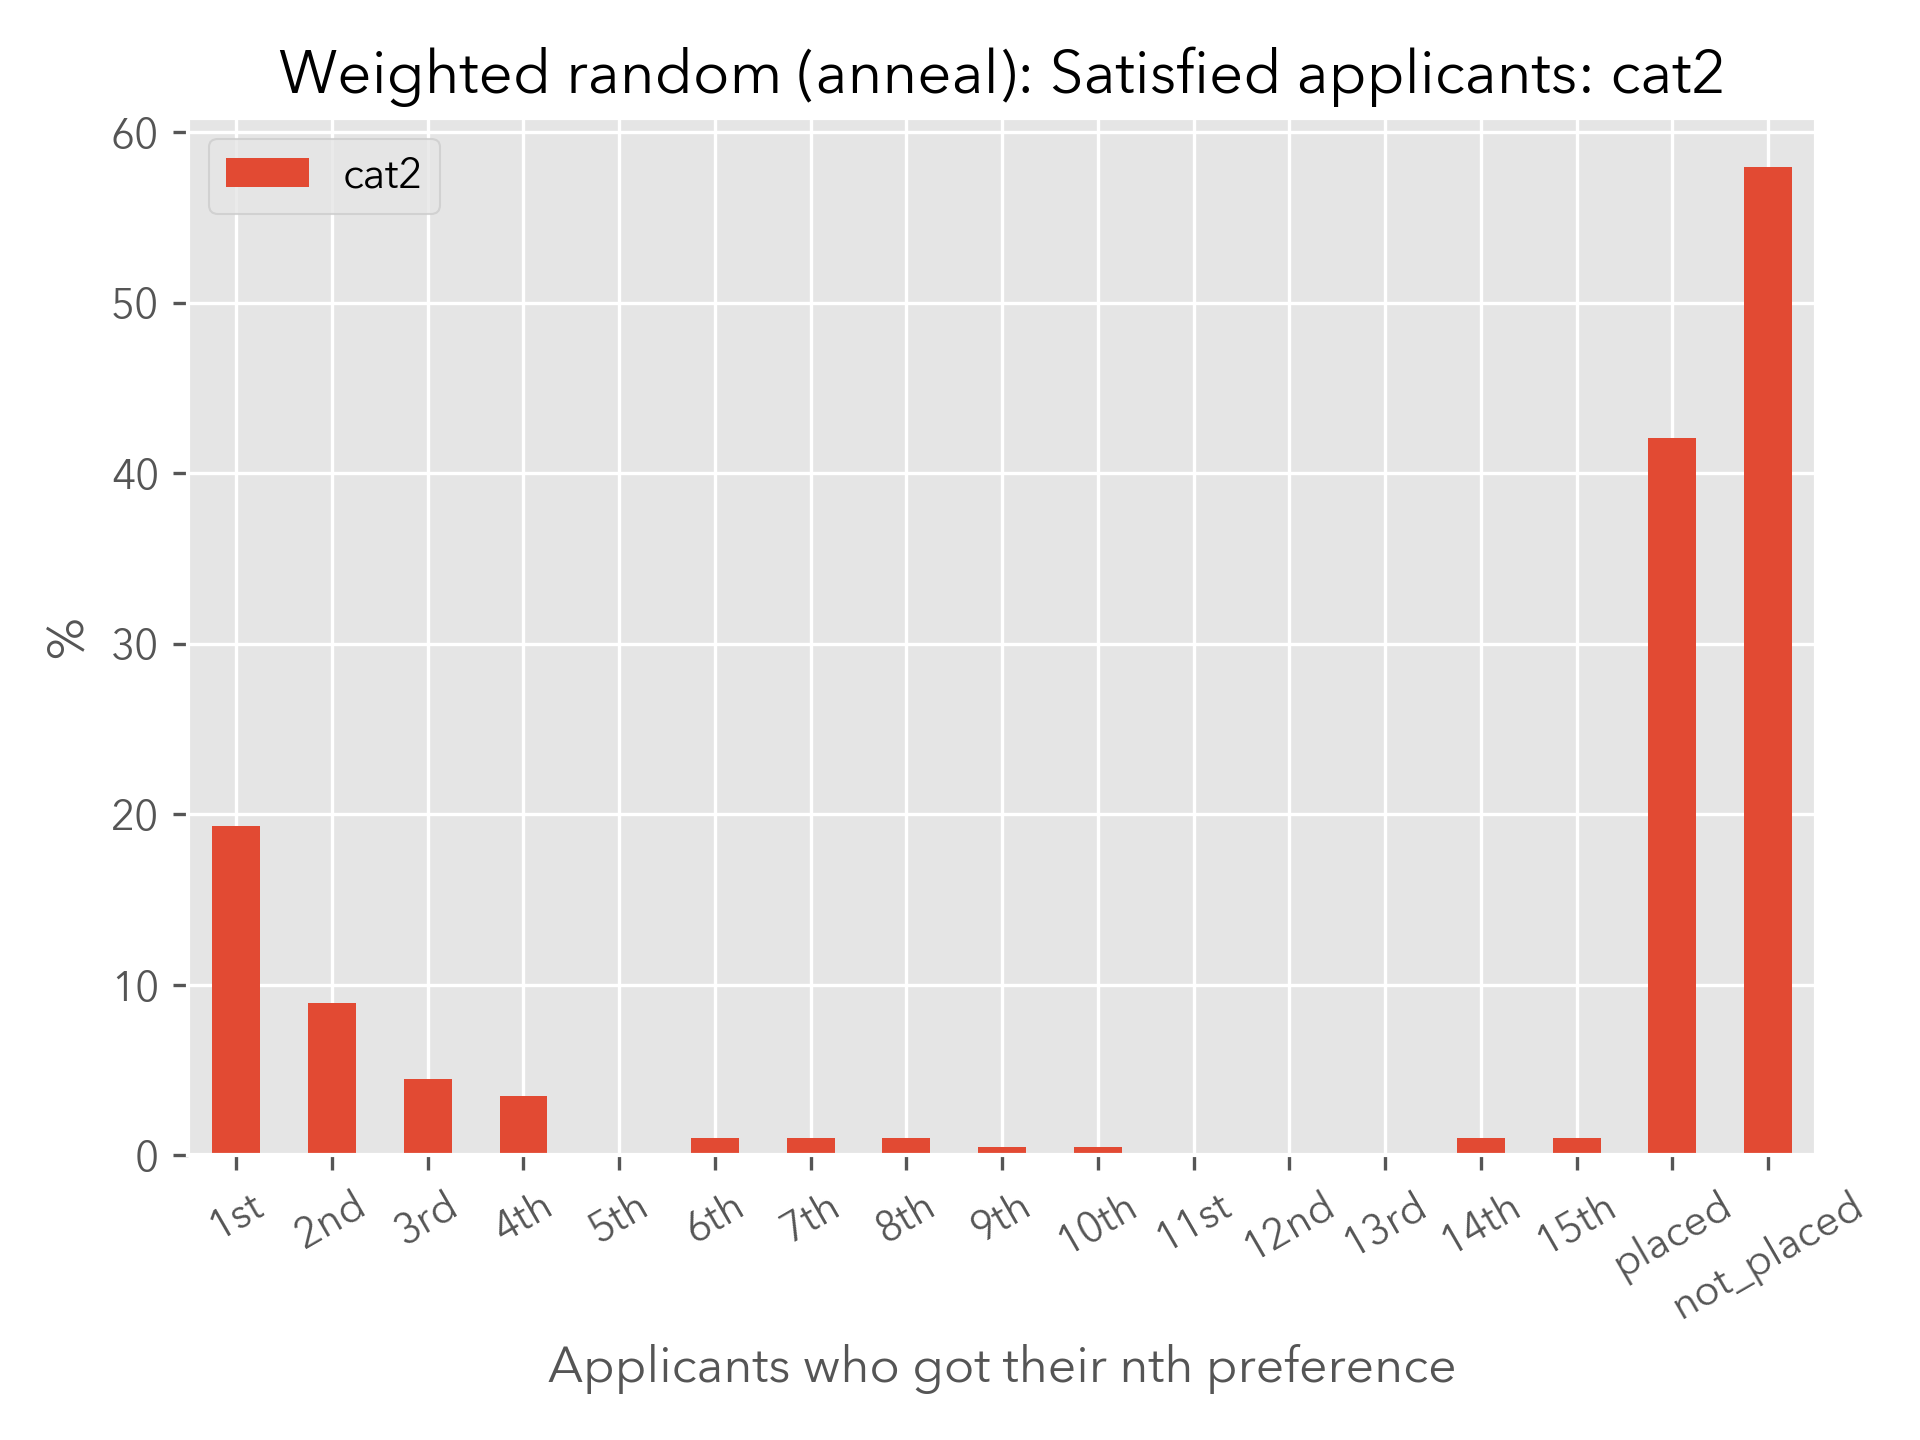 Weighted random (anneal): Satisfied applicants: cat2
cat2
60
50
40
30
20
10
0
%
1st 2nd 3rd 4th 5th 6th 7th 8th 9th 10th 11st 12nd 13rd 14th 15th placed not_placed
Applicants who got their nth preference